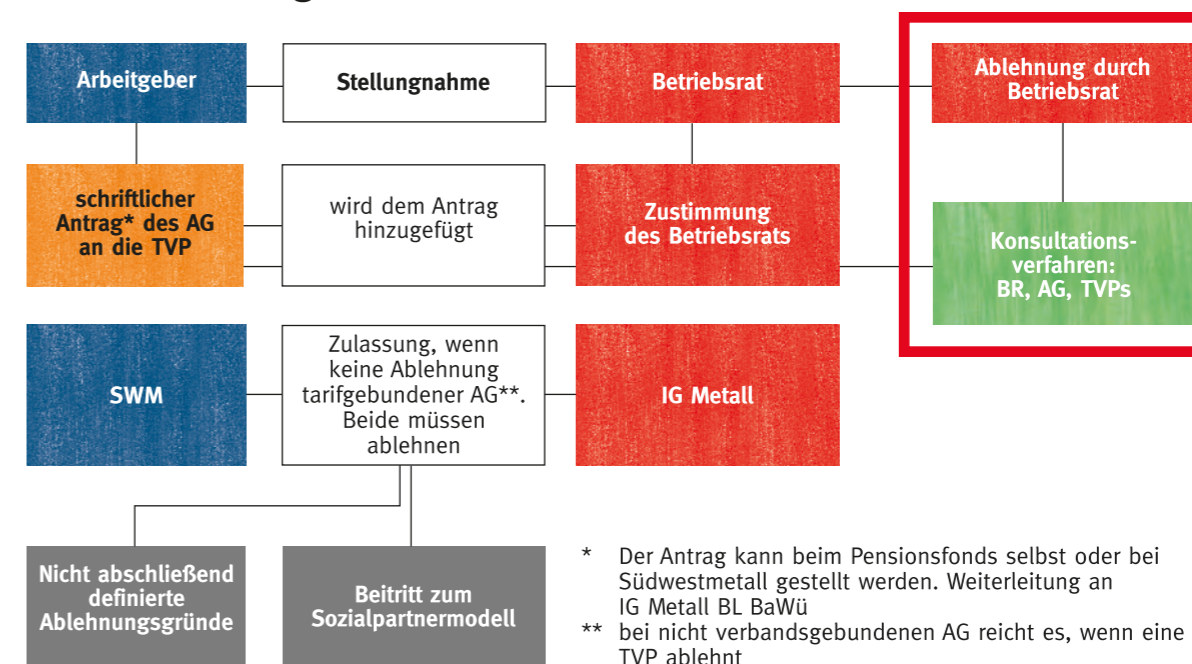 Arbeitgeber
Stellungnahme
Betriebsrat
Ablehnung durch
Betriebsrat
schriftlicher
Antrag* des AG
an die TVP
wird dem Antrag
hinzugefügt
Zustimmung
des Betriebsrats
Konsultations-
verfahren:
BR, AG, TVPs
SWM
Zulassung, wenn
keine Ablehnung
tarifgebundener AG**.
Beide müssen
ablehnen
IG Metall
Nicht abschließend
definierte
Ablehnungsgründe
Beitritt zum
Sozialpartnermodell
* Der Antrag kann beim Pensionsfonds selbst oder bei
Südwestmetall gestellt werden. Weiterleitung an
IG Metall BL BaWü
** bei nicht verbandsgebundenen AG reicht es, wenn eine
TVP ablehnt